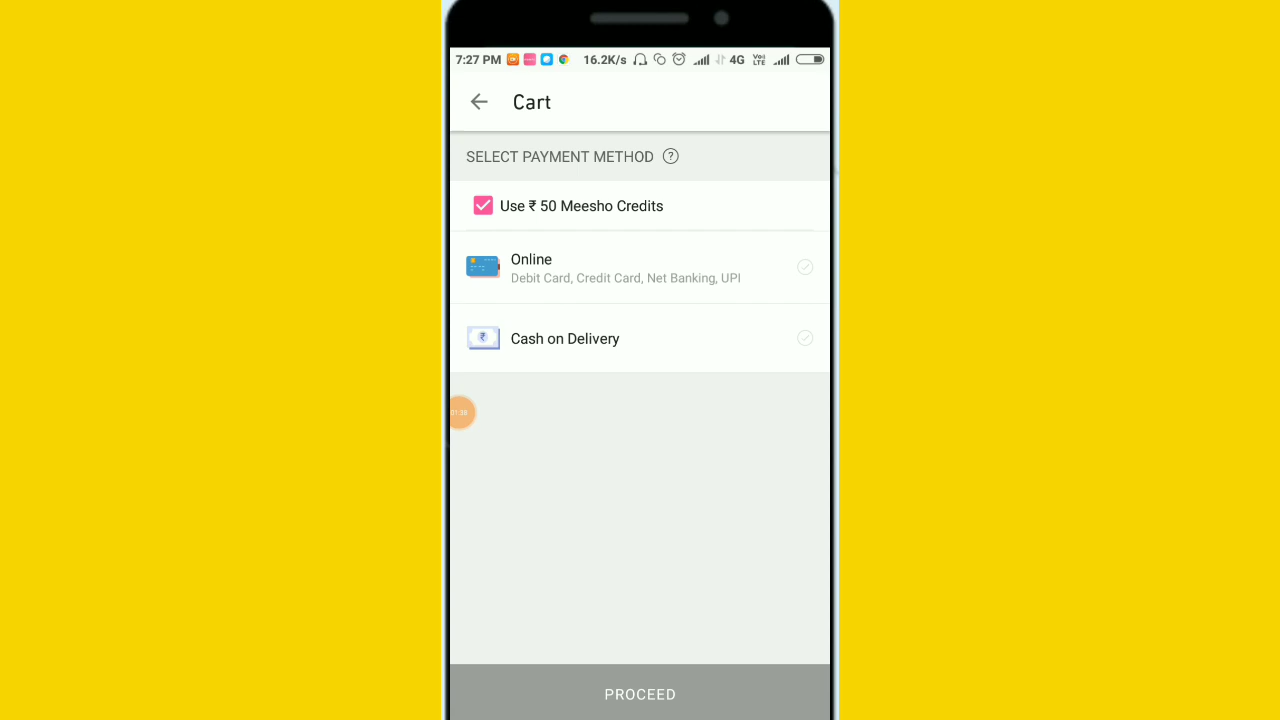 7:27 PM 16.2K/s 4G VoLTE
Cart
SELECT PAYMENT METHOD ?
Use ₹ 50 Meesho Credits
Online
Debit Card, Credit Card, Net Banking, UPI
₹
Cash on Delivery
PROCEED